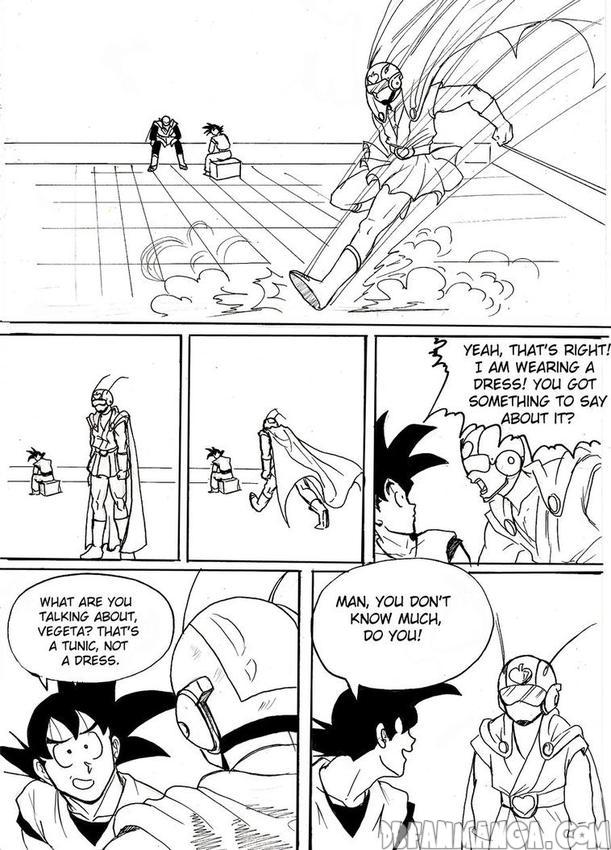 YEAH, THAT'S RIGHT!
I AM WEARING A
DRESS! YOU GOT
SOMETHING TO SAY
ABOUT IT?
WHAT ARE YOU
TALKING ABOUT,
VEGETA? THAT'S
A TUNIC, NOT
A DRESS.
MAN, YOU DON'T
KNOW MUCH,
DO YOU!
DBFANMANGA.COM